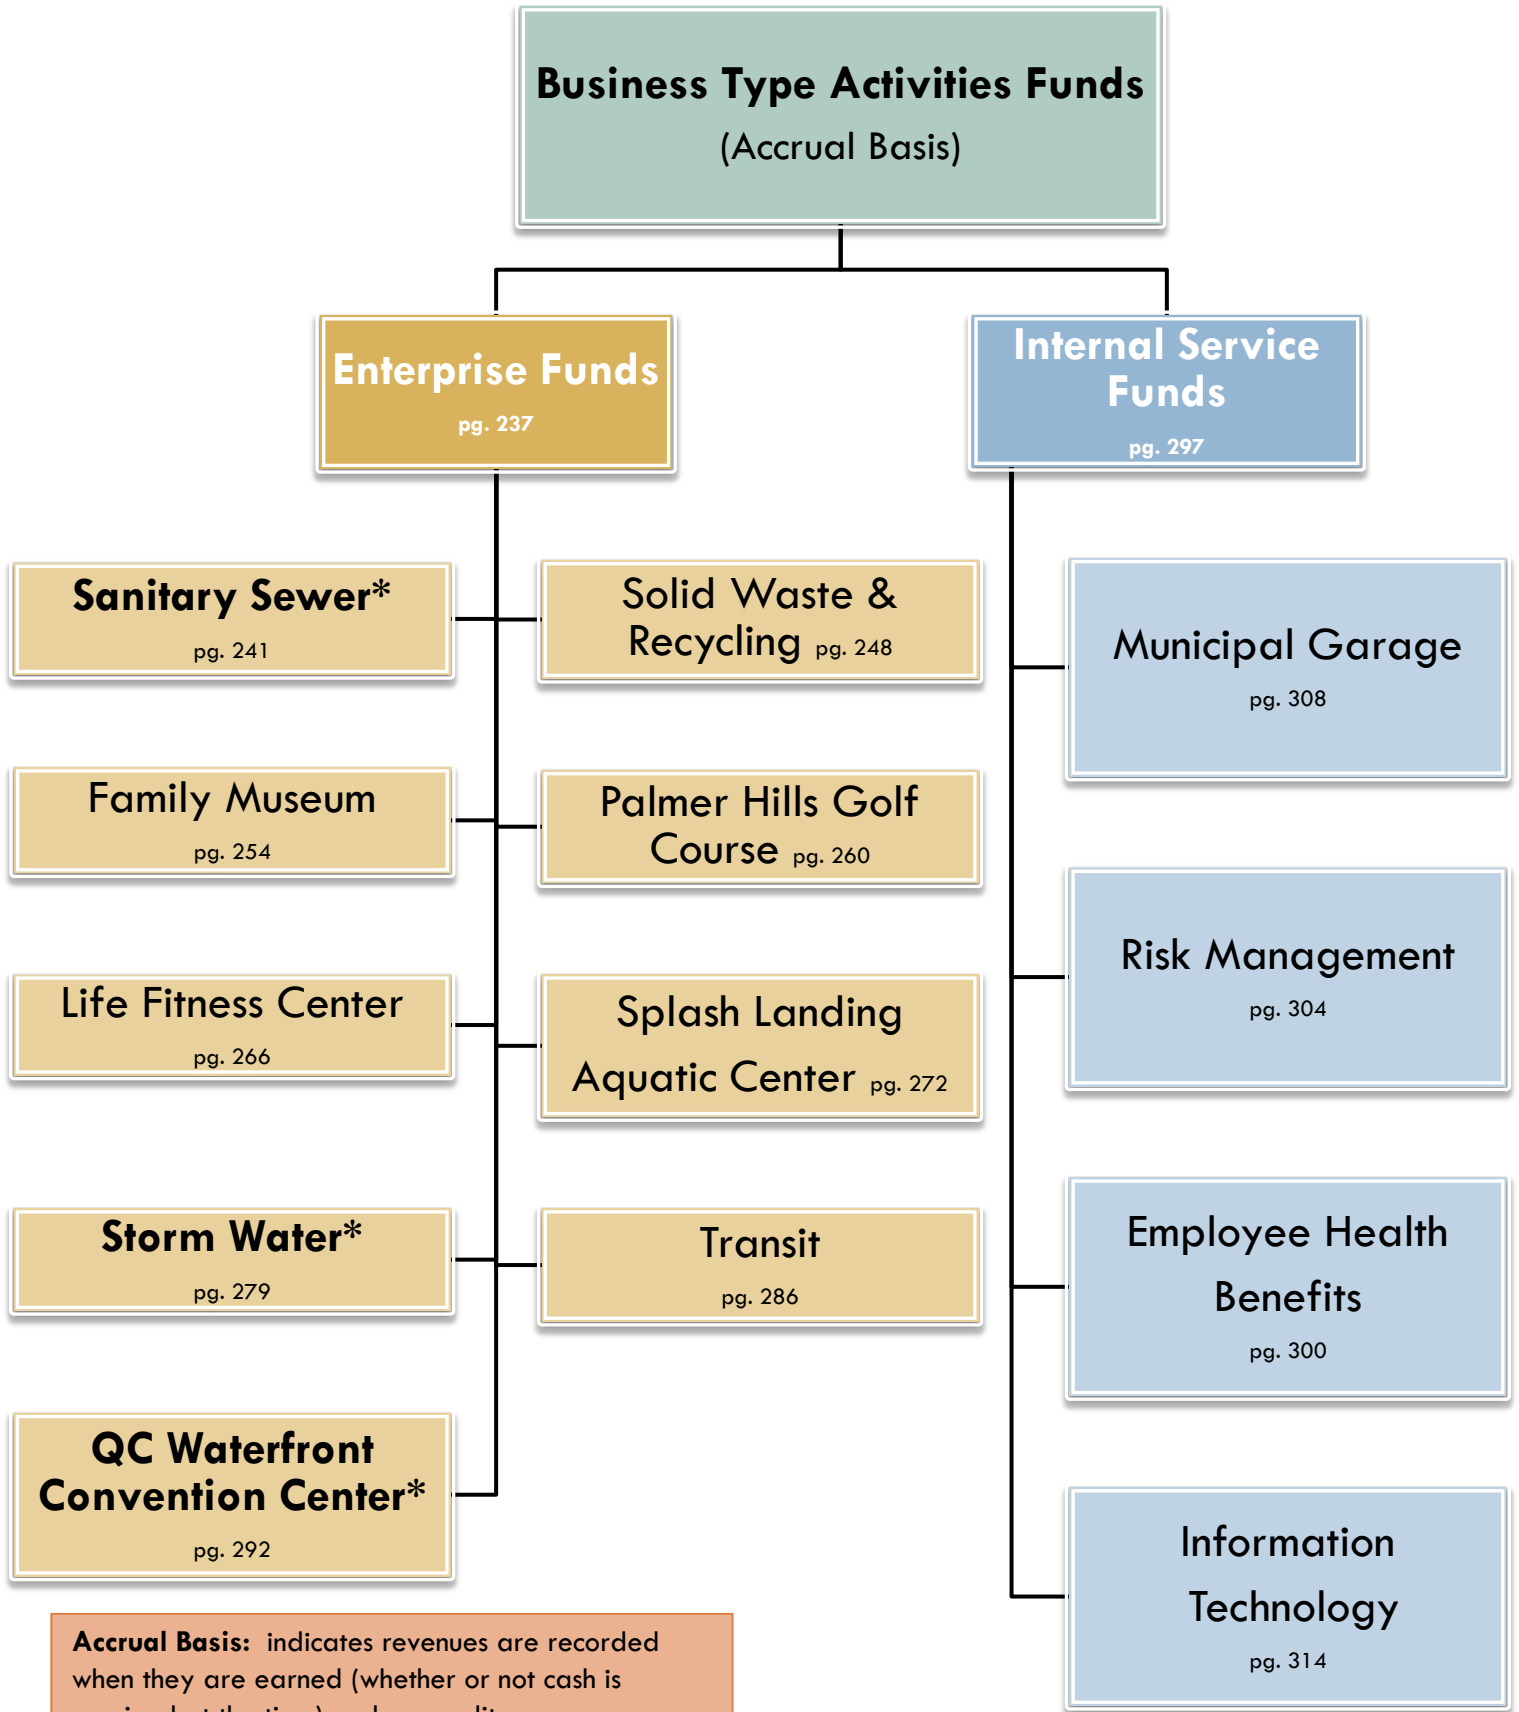 Business Type Activities Funds
(Accrual Basis)
Enterprise Funds
pg. 237
Internal Service
Funds
pg. 297
Sanitary Sewer*
pg. 241
Solid Waste &
Recycling pg. 248
Family Museum
pg. 254
Palmer Hills Golf
Course pg. 260
Life Fitness Center
pg. 266
Splash Landing
Aquatic Center pg. 272
Storm Water*
pg. 279
Transit
pg. 286
QC Waterfront
Convention Center*
pg. 292
Municipal Garage
pg. 308
Risk Management
pg. 304
Employee Health
Benefits
pg. 300
Information
Technology
pg. 314
Accrual Basis: indicates revenues are recorded
when they are earned (whether or not cash is